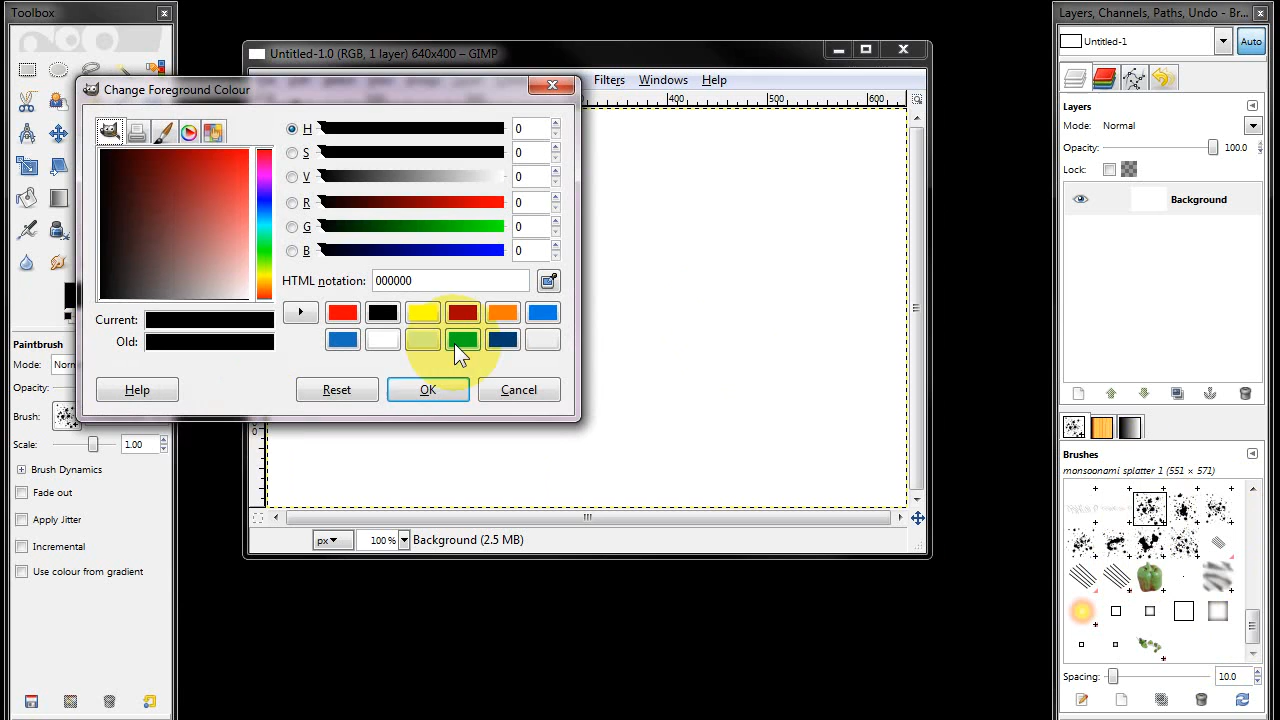 Toolbox
Untitled-1.0 (RGB, 1 layer) 640x400 – GIMP
Layers, Channels, Paths, Undo - Br...
Untitled-1
Auto
Filters
Windows
Help
Change Foreground Colour
400
500
600
Layers
Mode:
Normal
Opacity:
100.0
Lock:
Background
H
0
S
0
V
0
R
0
G
0
B
0
HTML notation:
000000
Current:
Old:
Help
Reset
OK
Cancel
Paintbrush
Mode:
Norn
Opacity:
Brush:
Scale:
1.00
Brush Dynamics
Fade out
Apply Jitter
Incremental
Use colour from gradient
px
100 %
Background (2.5 MB)
Brushes
monsoonami splatter 1 (551 × 571)
Spacing:
10.0